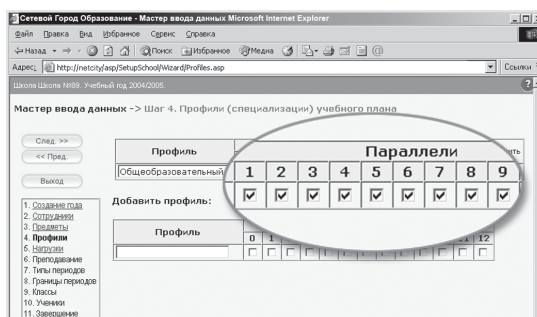 Сетевой Город Образование - Мастер ввода данных Microsoft Internet Explorer
Файл Правка Вид Избранное Сервис Справка
Назад Поиск Избранное Медиа
Адрес: http://netcity/asp/SetupSchool/Wizard/Profiles.asp Ссылки
Школа Школа №89. Учебный год 2004/2005. ?
Мастер ввода данных -> Шаг 4. Профили (специализации) учебного плана
След. >>
<< Пред.
Выход
1. Создание года
2. Сотрудники
3. Предметы
4. Профили
5. Нагрузки
6. Преподавание
7. Типы периодов
8. Границы периодов
9. Классы
10. Ученики
11. Завершение
Профиль Параллели
Общеобразовательный 1 2 3 4 5 6 7 8 9
Добавить профиль:
Профиль
0 1 11 12